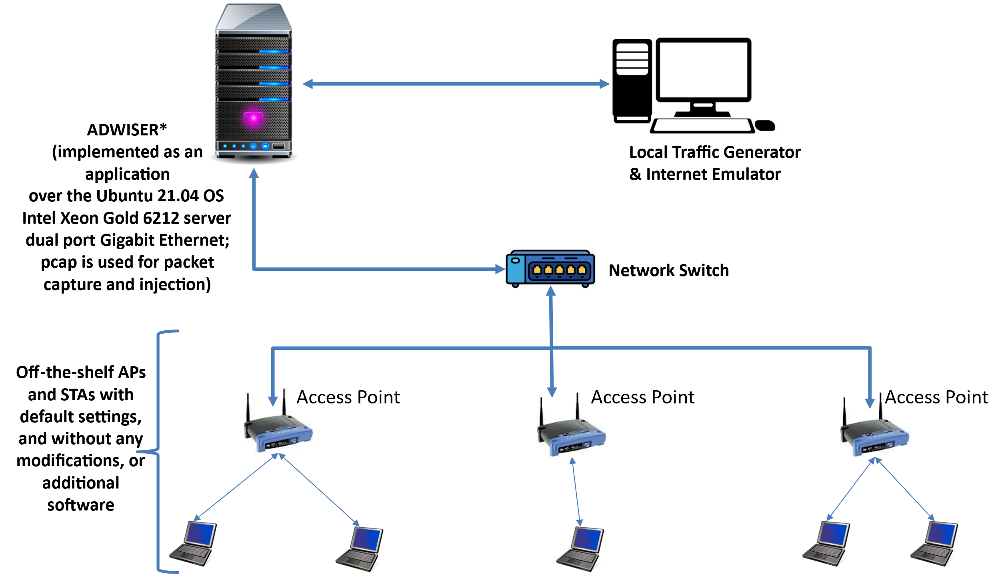 ADWISER*
(implemented as an
application
over the Ubuntu 21.04 OS
Intel Xeon Gold 6212 server
dual port Gigabit Ethernet;
pcap is used for packet
capture and injection)
Local Traffic Generator
& Internet Emulator
Network Switch
Off-the-shelf APs
and STAs with
default settings,
and without any
modifications, or
additional
software
Access Point
Access Point
Access Point